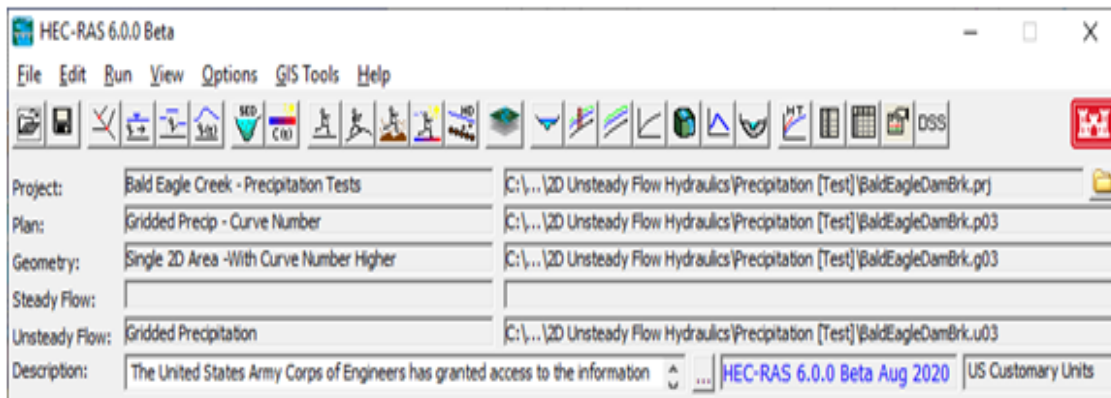 HEC-RAS 6.0.0 Beta
File Edit Run View Options GIS Tools Help
SED C(t) HD HT DSS
Project: Bald Eagle Creek - Precipitation Tests C:\...\2D Unsteady Flow Hydraulics\Precipitation [Test]\BaldEagleDamBrk.prj
Plan: Gridded Precip - Curve Number C:\...\2D Unsteady Flow Hydraulics\Precipitation [Test]\BaldEagleDamBrk.p03
Geometry: Single 2D Area -With Curve Number Higher C:\...\2D Unsteady Flow Hydraulics\Precipitation [Test]\BaldEagleDamBrk.g03
Steady Flow:
Unsteady Flow: Gridded Precipitation C:\...\2D Unsteady Flow Hydraulics\Precipitation [Test]\BaldEagleDamBrk.u03
Description: The United States Army Corps of Engineers has granted access to the information ... HEC-RAS 6.0.0 Beta Aug 2020 US Customary Units